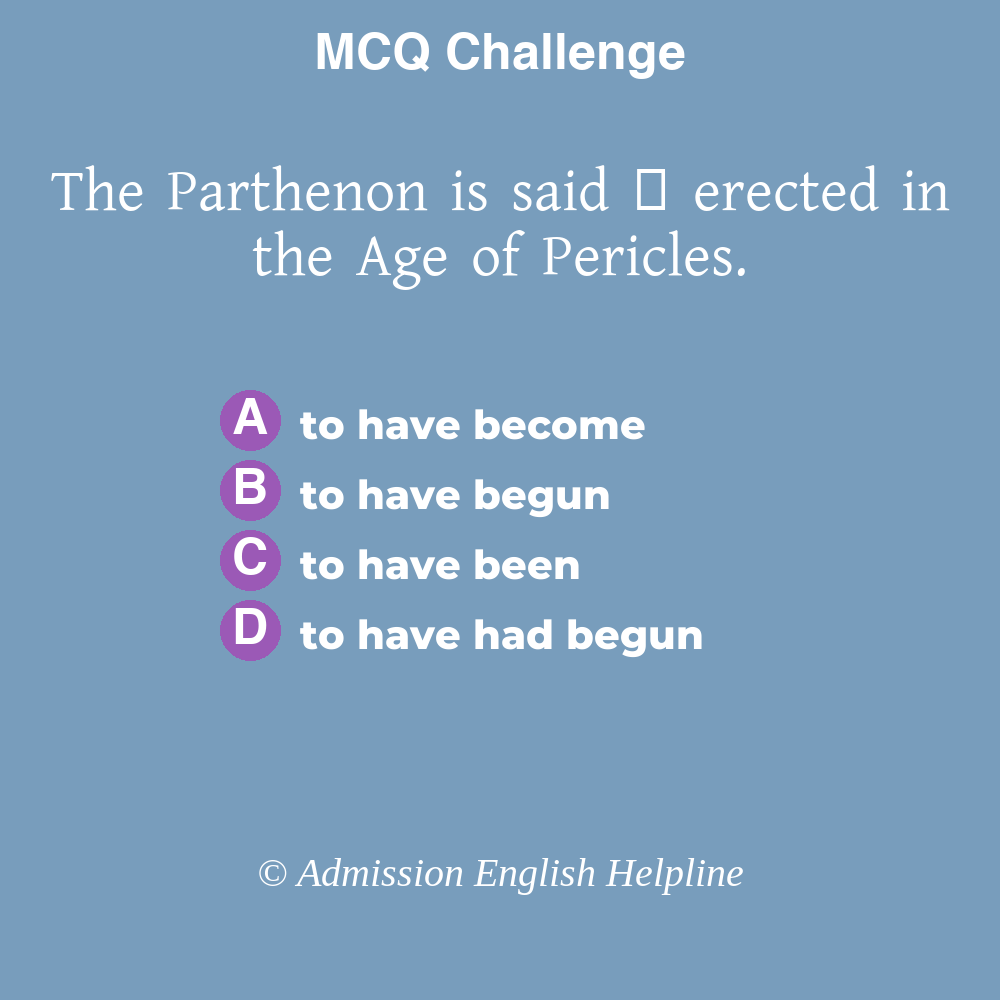 MCQ Challenge
The Parthenon is said ▯ erected in
the Age of Pericles.
A to have become
B to have begun
C to have been
D to have had begun
© Admission English Helpline